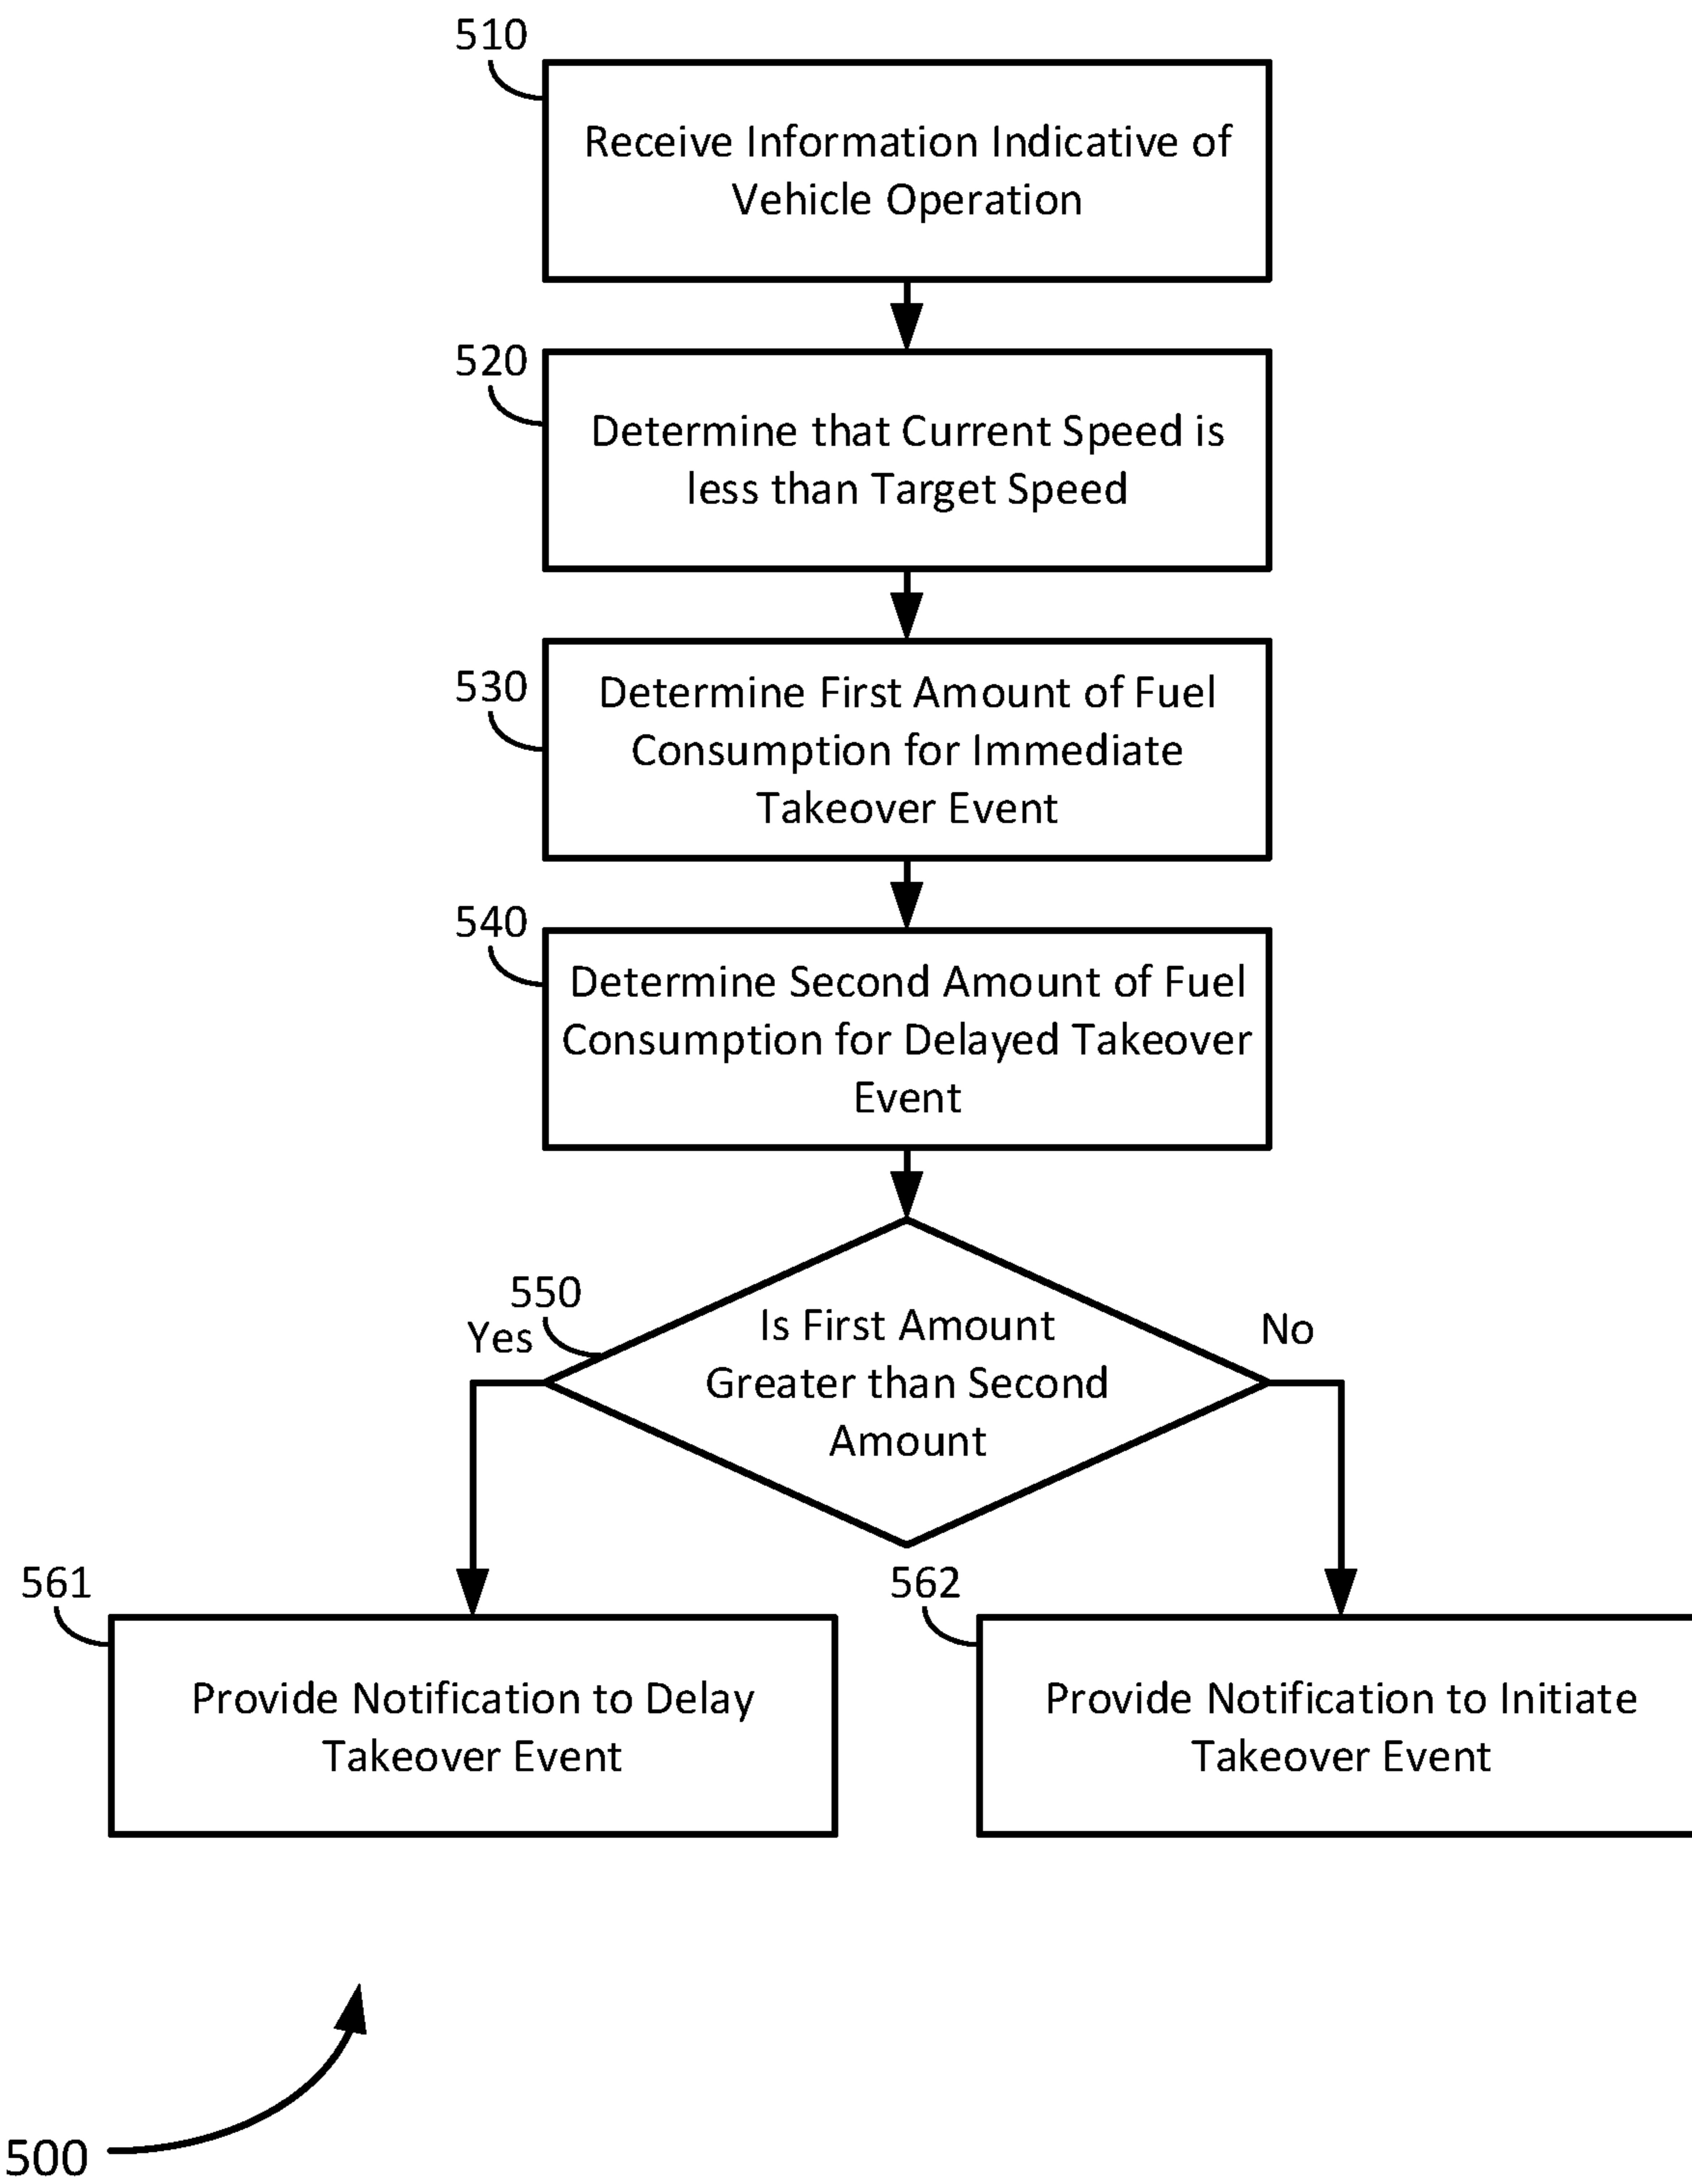 510
Receive Information Indicative of
Vehicle Operation
520
Determine that Current Speed is
less than Target Speed
530
Determine First Amount of Fuel
Consumption for Immediate
Takeover Event
540
Determine Second Amount of Fuel
Consumption for Delayed Takeover
Event
550
Yes
Is First Amount
Greater than Second
Amount
No
561
Provide Notification to Delay
Takeover Event
562
Provide Notification to Initiate
Takeover Event
500